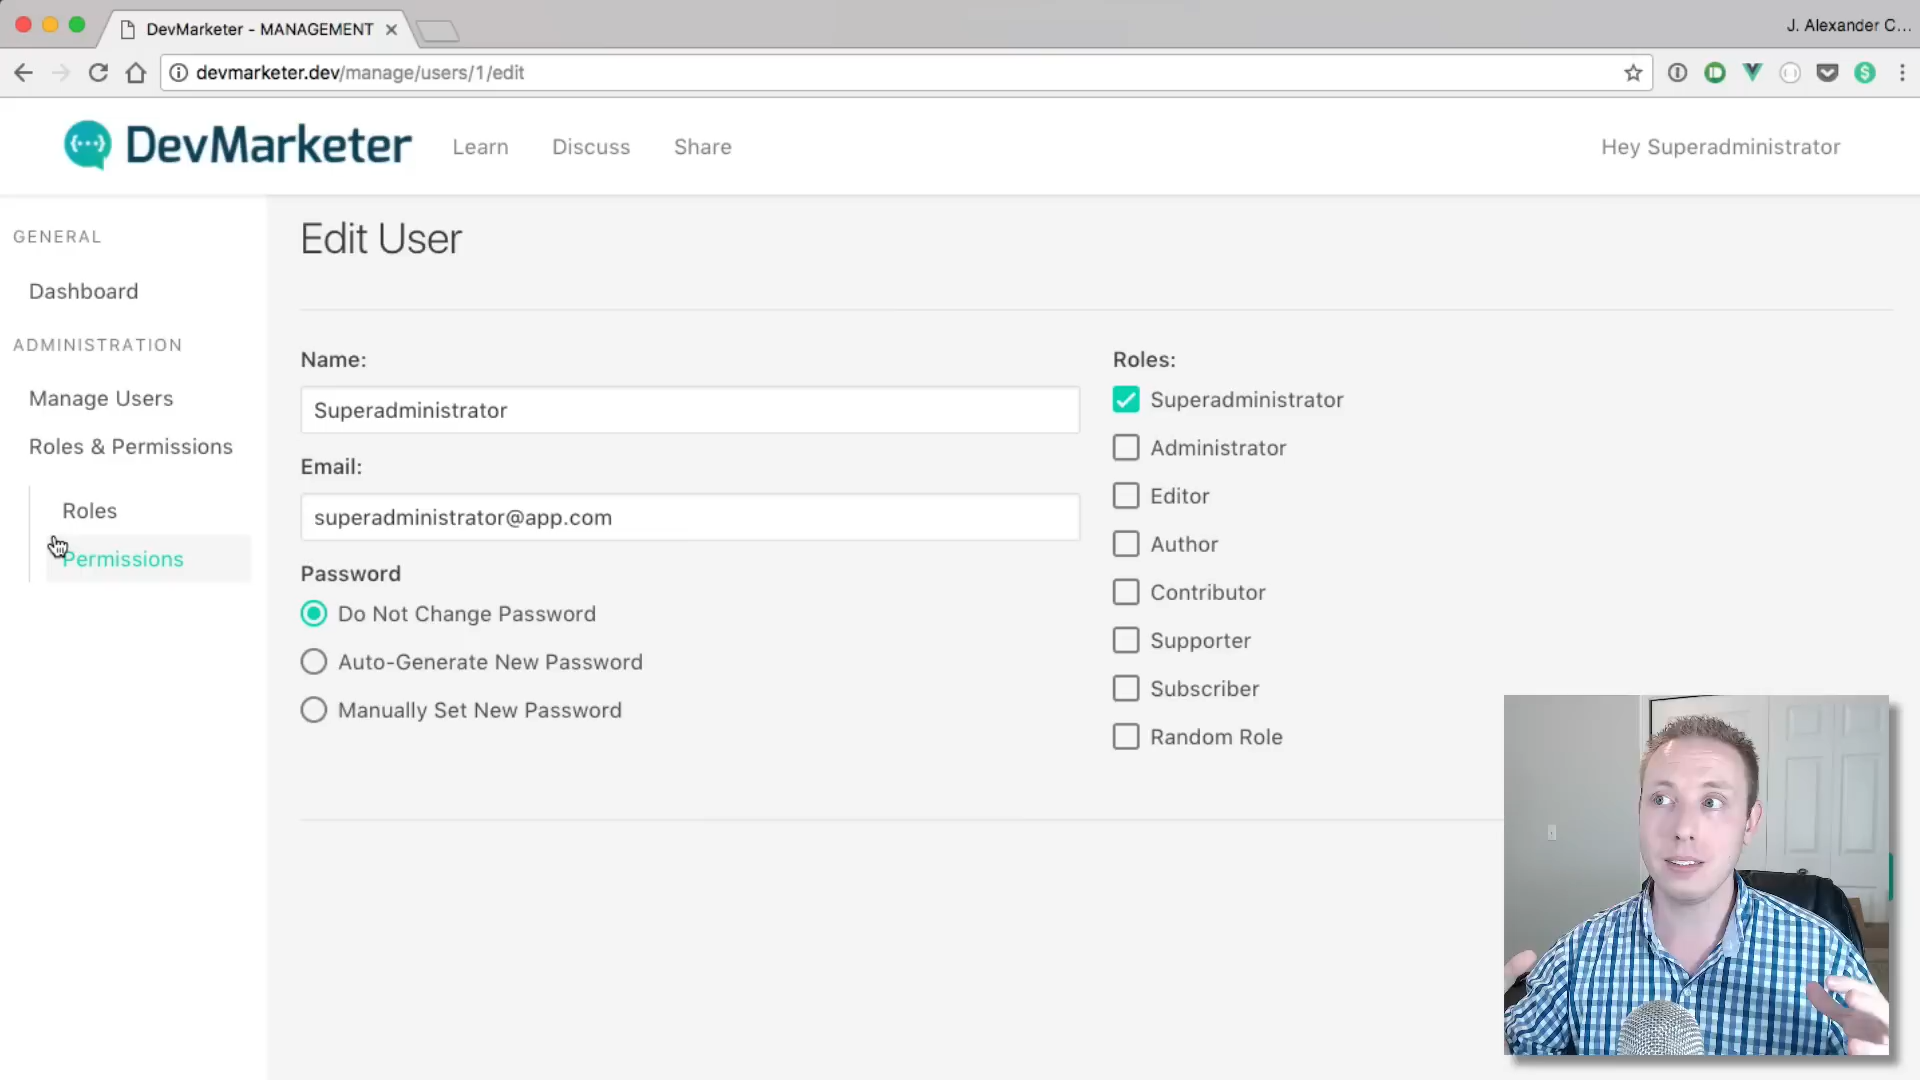 DevMarketer - MANAGEMENT
J. Alexander C...
devmarketer.dev/manage/users/1/edit
DevMarketer
Learn
Discuss
Share
Hey Superadministrator
GENERAL
Dashboard
ADMINISTRATION
Manage Users
Roles & Permissions
Roles
Permissions
Edit User
Name:
Superadministrator
Email:
superadministrator@app.com
Password
Do Not Change Password
Auto-Generate New Password
Manually Set New Password
Roles:
Superadministrator
Administrator
Editor
Author
Contributor
Supporter
Subscriber
Random Role